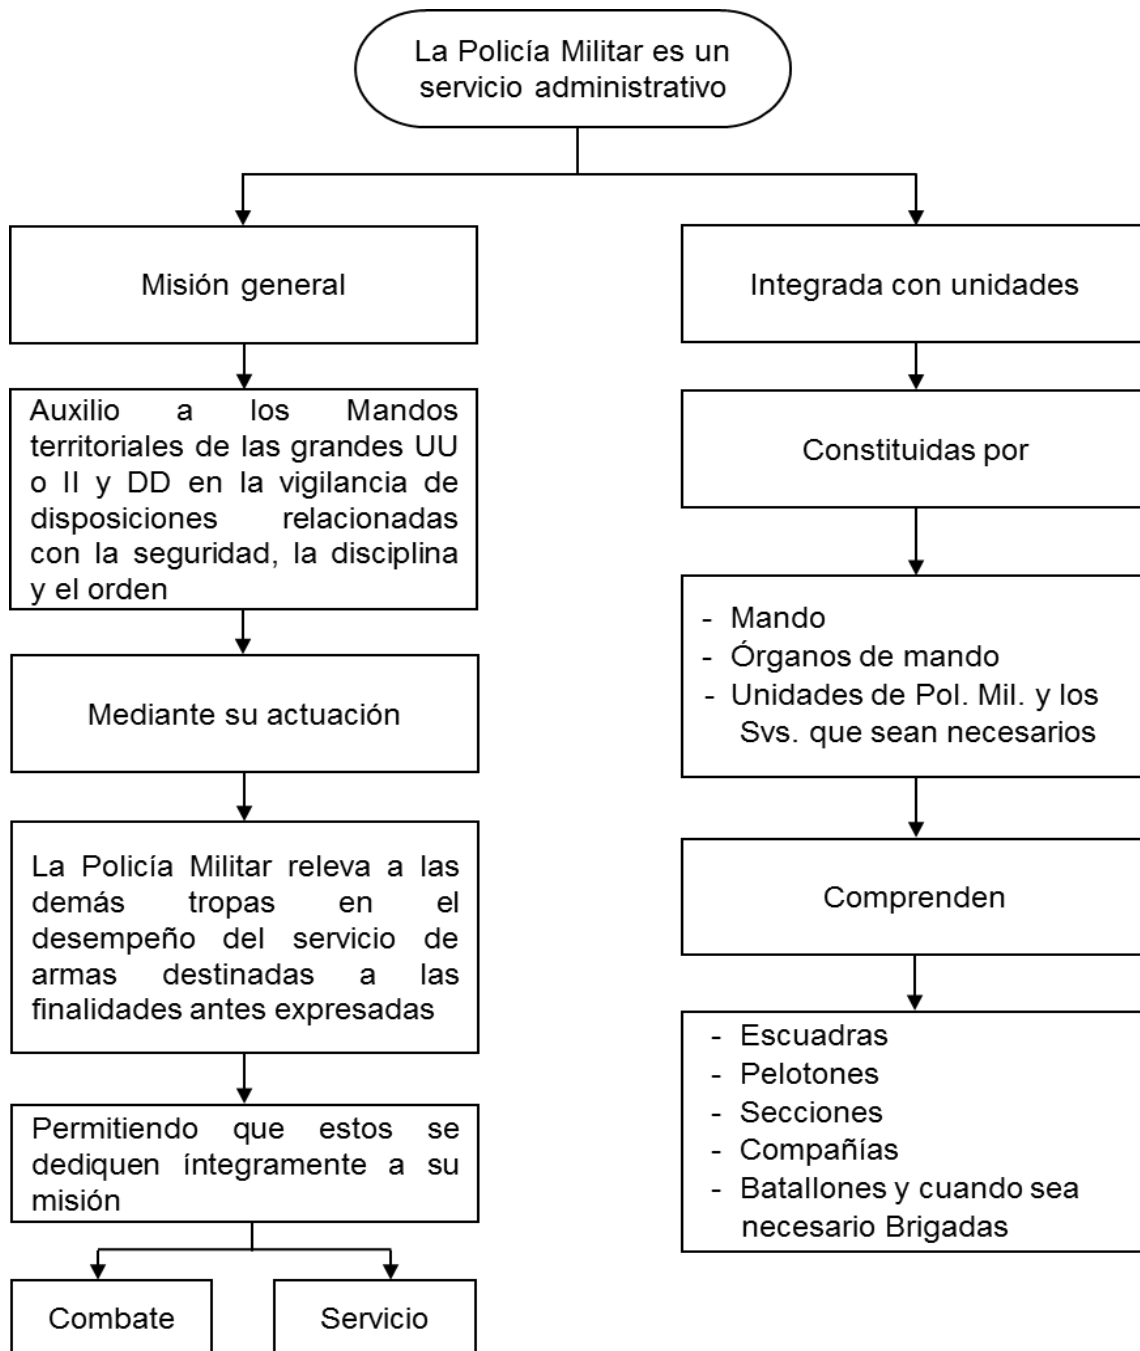 La Policía Militar es un
servicio administrativo
Misión general
Auxilio a los Mandos
territoriales de las grandes UU
o II y DD en la vigilancia de
disposiciones relacionadas
con la seguridad, la disciplina
y el orden
Mediante su actuación
La Policía Militar releva a las
demás tropas en el
desempeño del servicio de
armas destinadas a las
finalidades antes expresadas
Permitiendo que estos se
dediquen íntegramente a su
misión
Combate
Servicio
Integrada con unidades
Constituidas por
- Mando
- Órganos de mando
- Unidades de Pol. Mil. y los
Svs. que sean necesarios
Comprenden
- Escuadras
- Pelotones
- Secciones
- Compañías
- Batallones y cuando sea
necesario Brigadas